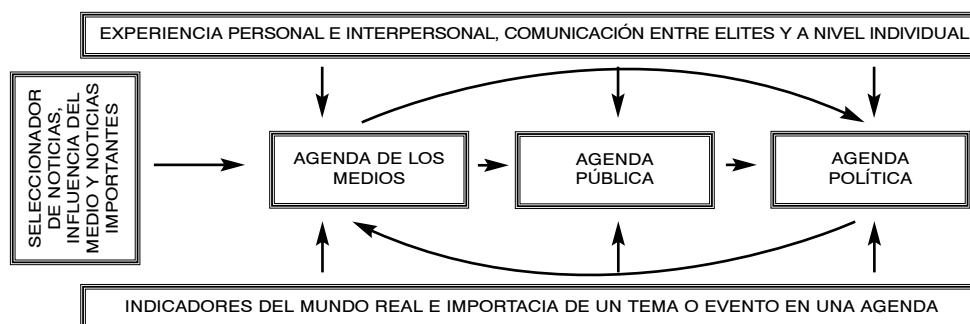 EXPERIENCIA PERSONAL E INTERPERSONAL, COMUNICACIÓN ENTRE ELITES Y A NIVEL INDIVIDUAL
SELECCIONADOR
DE NOTICIAS,
INFLUENCIA DEL
MEDIO Y NOTICIAS
IMPORTANTES
AGENDA DE LOS
MEDIOS
AGENDA
PÚBLICA
AGENDA
POLÍTICA
INDICADORES DEL MUNDO REAL E IMPORTACIA DE UN TEMA O EVENTO EN UNA AGENDA